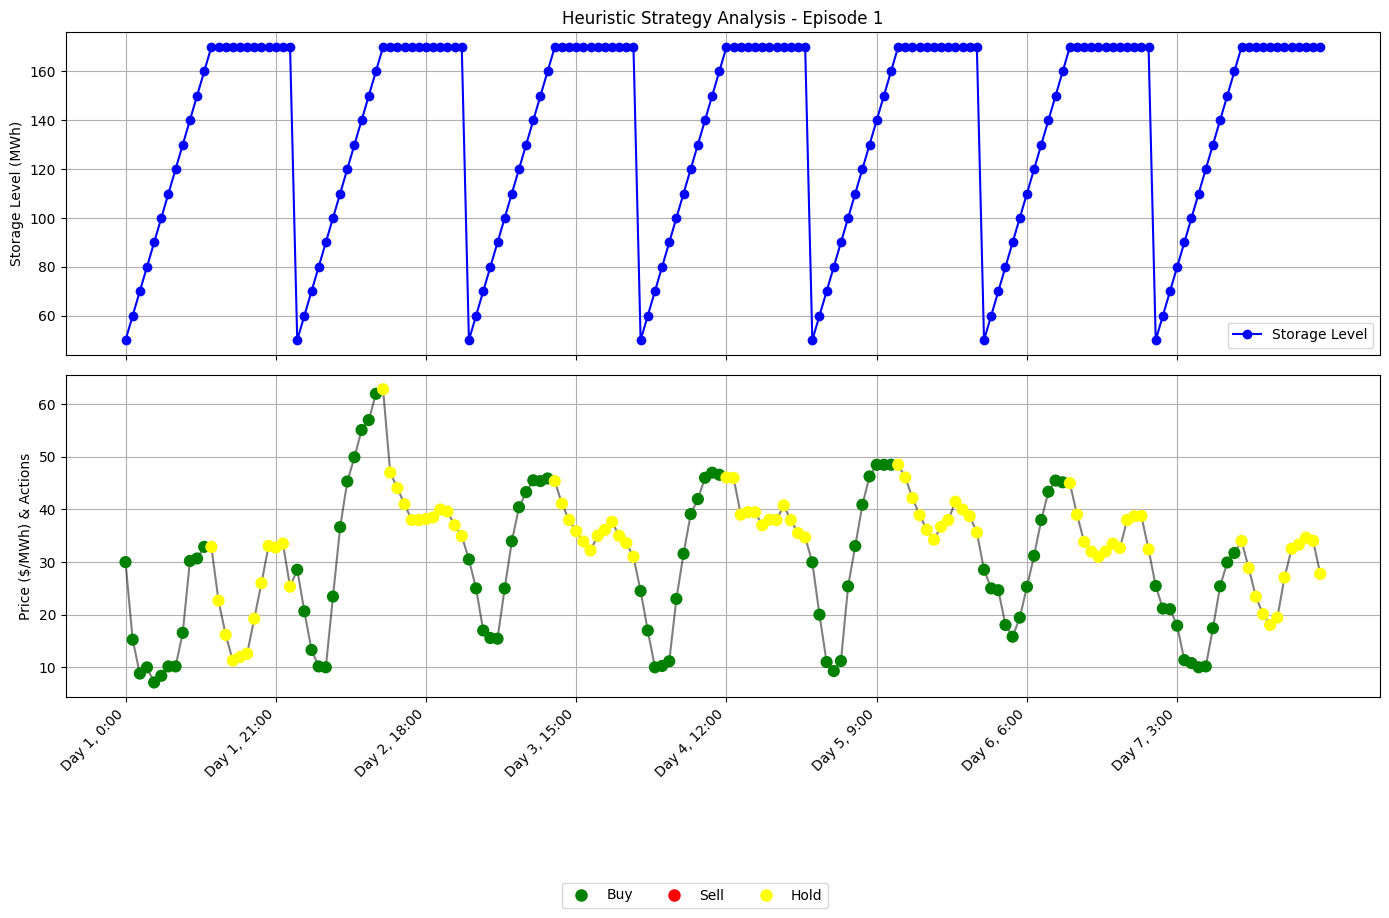 Heuristic Strategy Analysis - Episode 1
Storage Level (MWh)
160
140
120
100
80
60
Storage Level
Price ($/MWh) & Actions
60
50
40
30
20
10
Day 1, 0:00
Day 1, 21:00
Day 2, 18:00
Day 3, 15:00
Day 4, 12:00
Day 5, 9:00
Day 6, 6:00
Day 7, 3:00
Buy
Sell
Hold